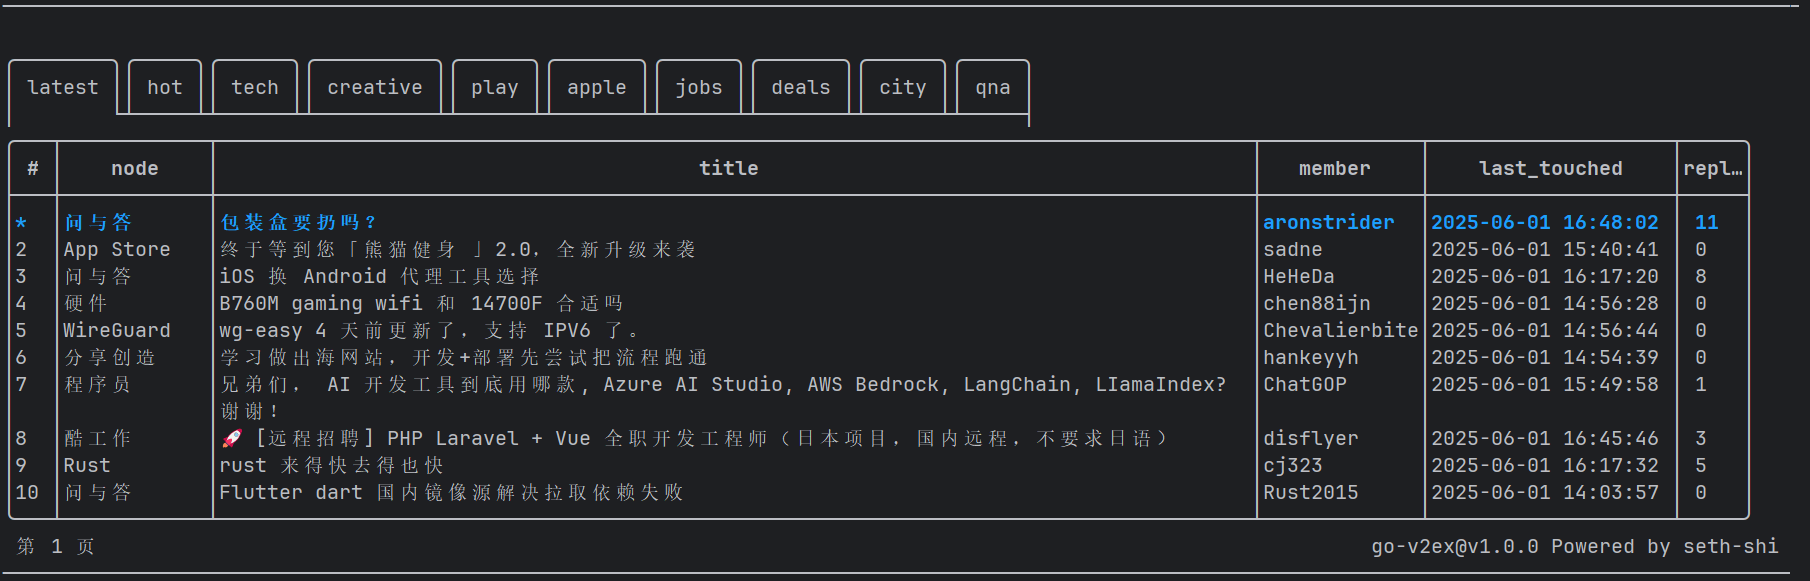 latest hot tech creative play apple jobs deals city qna
# node title member last_touched repl…
* 问与答 包装盒要扔吗？ aronstrider 2025-06-01 16:48:02 11
2 App Store 终于等到您「熊猫健身 」2.0，全新升级来袭 sadne 2025-06-01 15:40:41 0
3 问与答 iOS 换 Android 代理工具选择 HeHeDa 2025-06-01 16:17:20 8
4 硬件 B760M gaming wifi 和 14700F 合适吗 chen88ijn 2025-06-01 14:56:28 0
5 WireGuard wg-easy 4 天前更新了，支持 IPV6 了。 Chevalierbite 2025-06-01 14:56:44 0
6 分享创造 学习做出海网站，开发+部署先尝试把流程跑通 hankeyyh 2025-06-01 14:54:39 0
7 程序员 兄弟们， AI 开发工具到底用哪款, Azure AI Studio, AWS Bedrock, LangChain, LIamaIndex? ChatGOP 2025-06-01 15:49:58 1
谢谢！
8 酷工作 🚀 [远程招聘] PHP Laravel + Vue 全职开发工程师（日本项目，国内远程，不要求日语） disflyer 2025-06-01 16:45:46 3
9 Rust rust 来得快去得也快 cj323 2025-06-01 16:17:32 5
10 问与答 Flutter dart 国内镜像源解决拉取依赖失败 Rust2015 2025-06-01 14:03:57 0
第 1 页 go-v2ex@v1.0.0 Powered by seth-shi